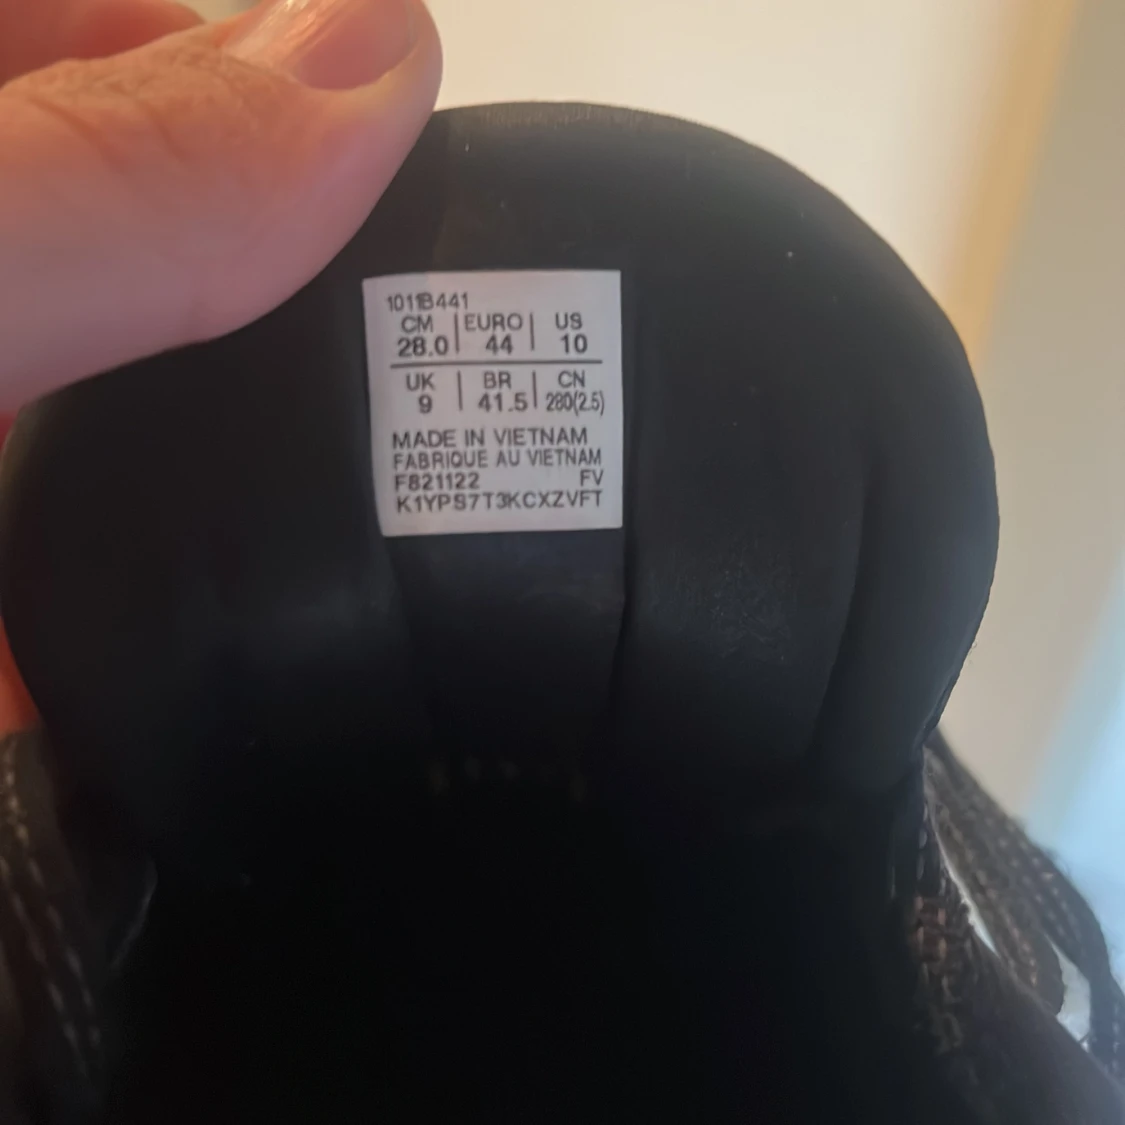 1011B441
CM | EURO | US
28.0 | 44 | 10
UK | BR | CN
9 | 41.5 | 280(2.5)
MADE IN VIETNAM
FABRIQUE AU VIETNAM
F821122 FV
K1YPS7T3KCXZVFT